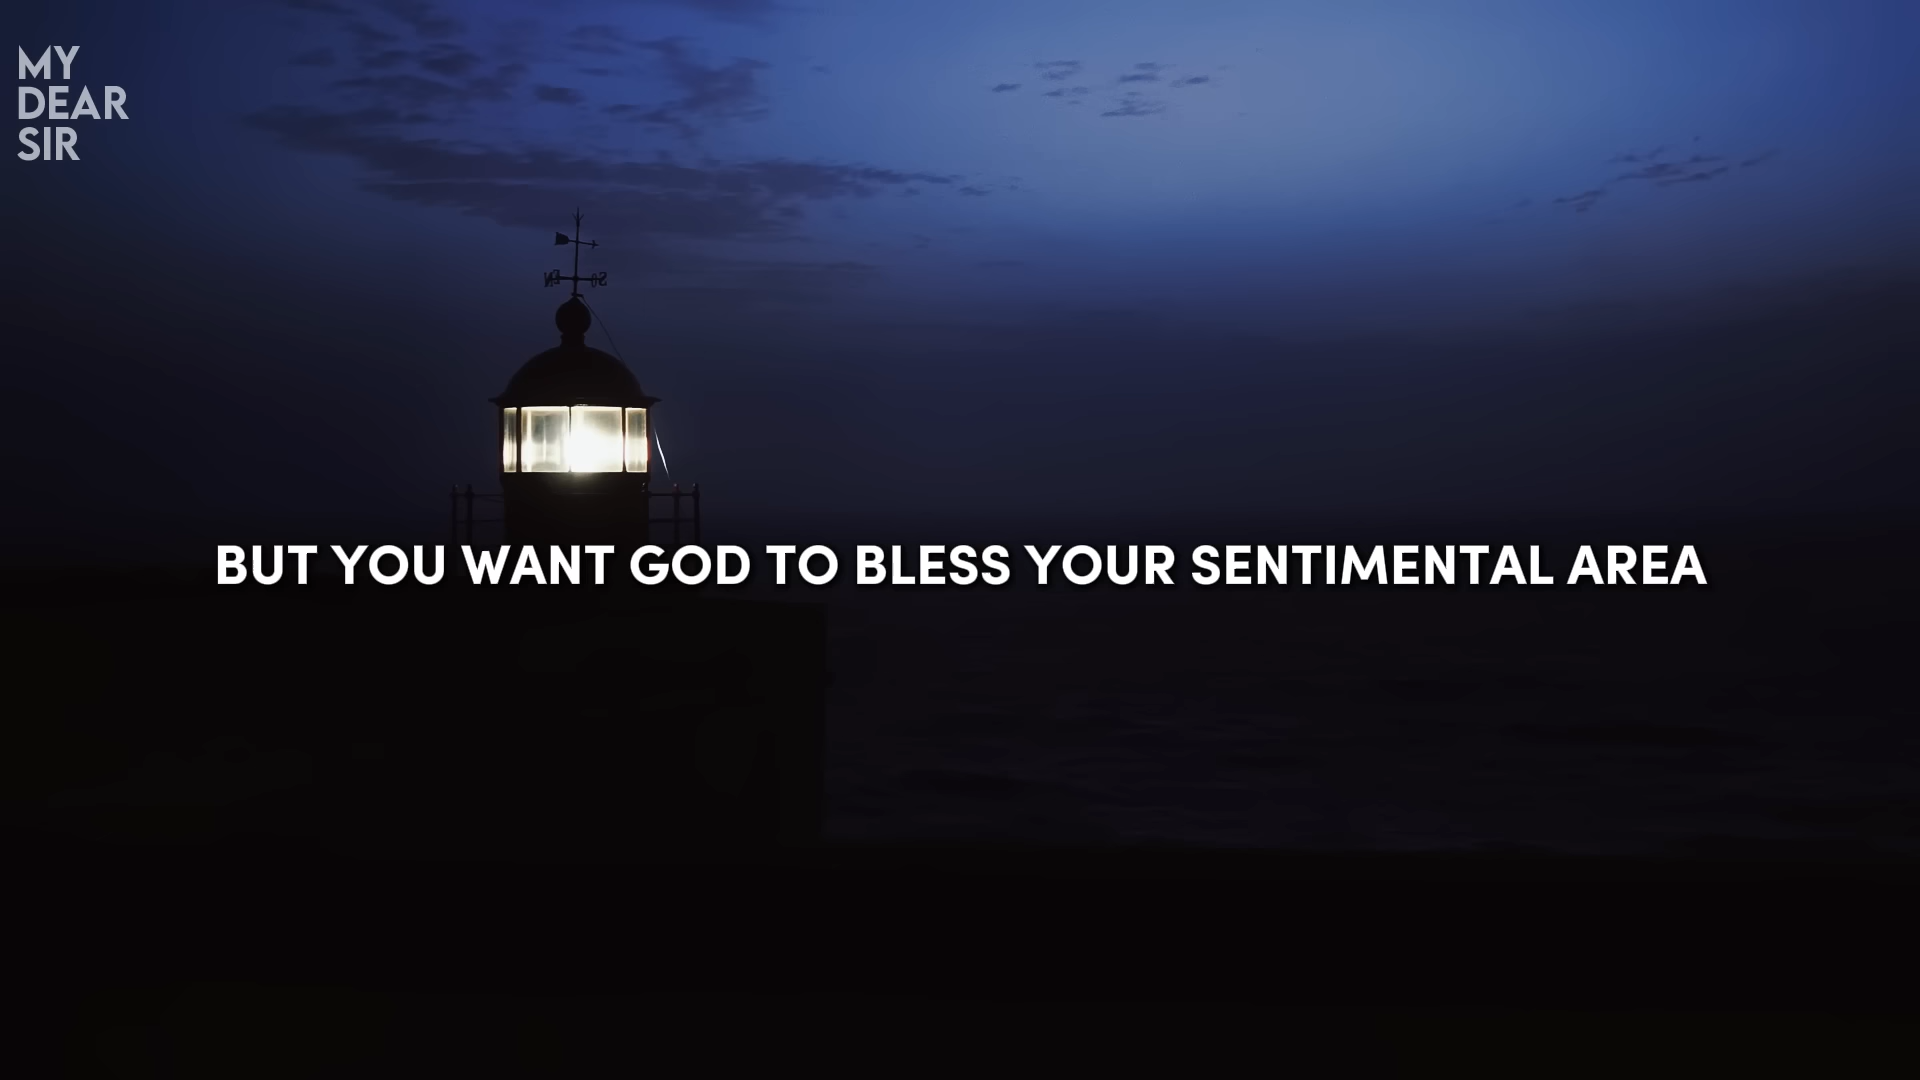 MY
DEAR
SIR
BUT YOU WANT GOD TO BLESS YOUR SENTIMENTAL AREA